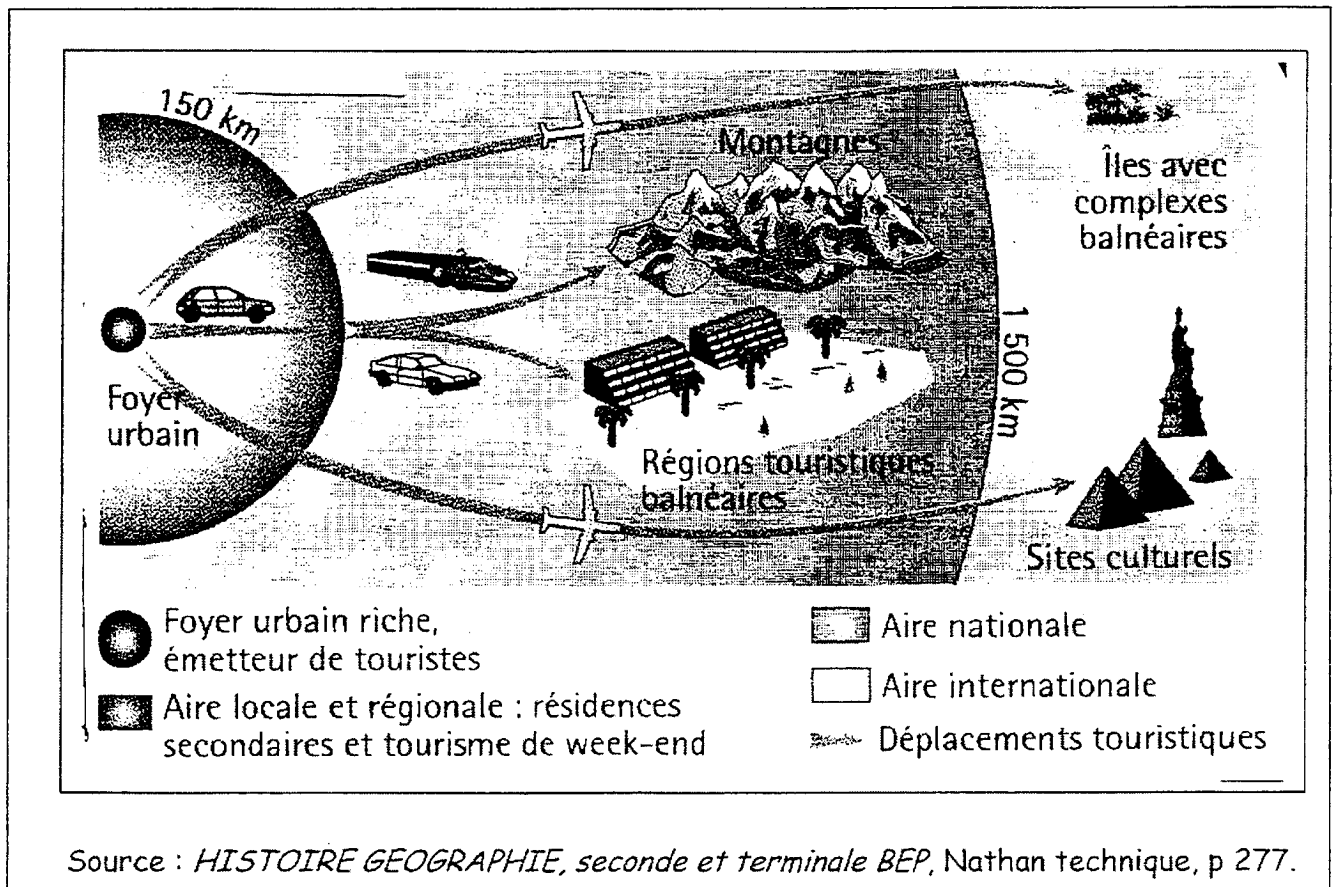 150 km
Montagnes
Îles avec
complexes
balnéaires
1 500 km
Foyer
urbain
Régions touristiques
balnéaires
Sites culturels
Foyer urbain riche,
émetteur de touristes
Aire locale et régionale : résidences
secondaires et tourisme de week-end
Aire nationale
Aire internationale
Déplacements touristiques
Source : HISTOIRE GEOGRAPHIE, seconde et terminale BEP, Nathan technique, p 277.